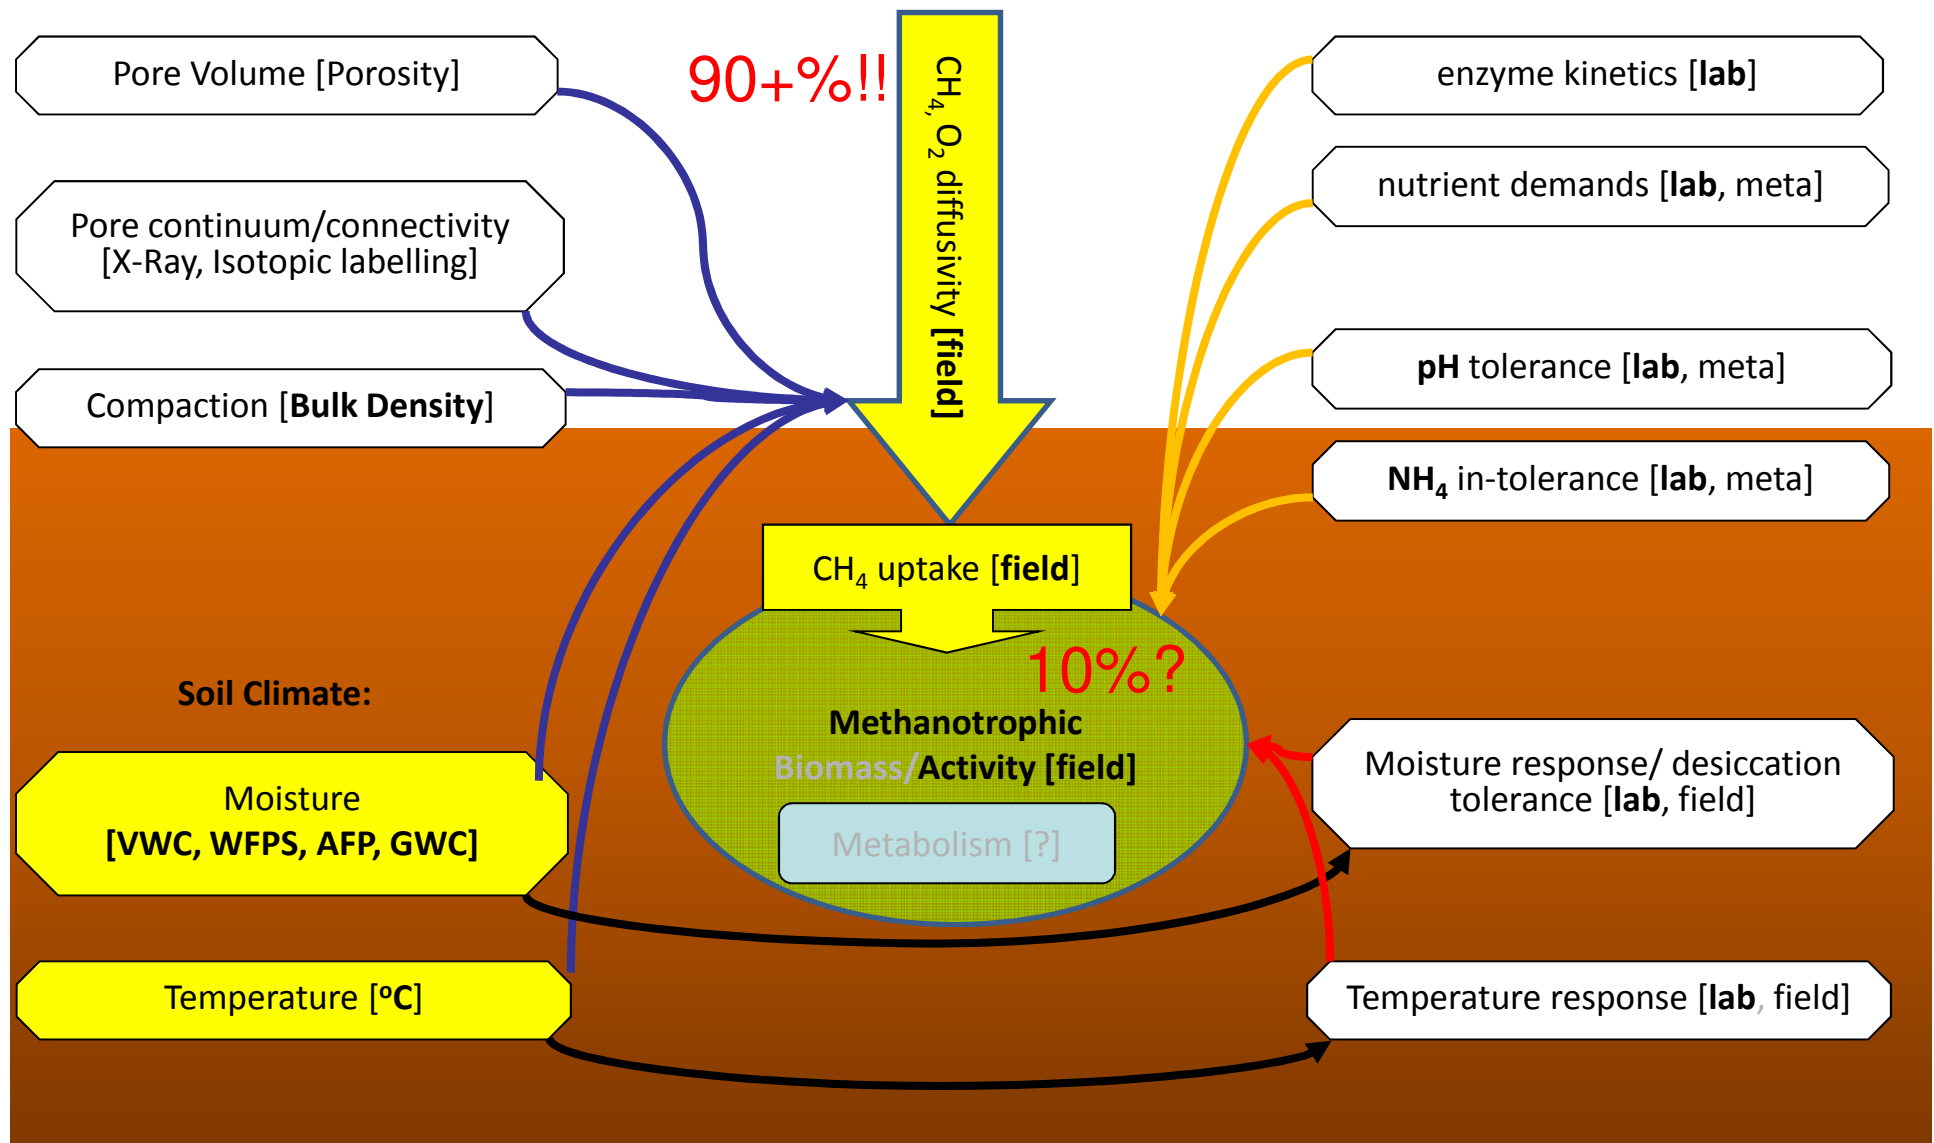 Pore Volume [Porosity]
Pore continuum/connectivity
[X-Ray, Isotopic labelling]
Compaction [Bulk Density]
90+%!!
CH4, O2 diffusivity [field]
enzyme kinetics [lab]
nutrient demands [lab, meta]
pH tolerance [lab, meta]
NH4 in-tolerance [lab, meta]
CH4 uptake [field]
10%?
Methanotrophic
Biomass/Activity [field]
Metabolism [?]
Soil Climate:
Moisture
[VWC, WFPS, AFP, GWC]
Temperature [ºC]
Moisture response/ desiccation
tolerance [lab, field]
Temperature response [lab, field]